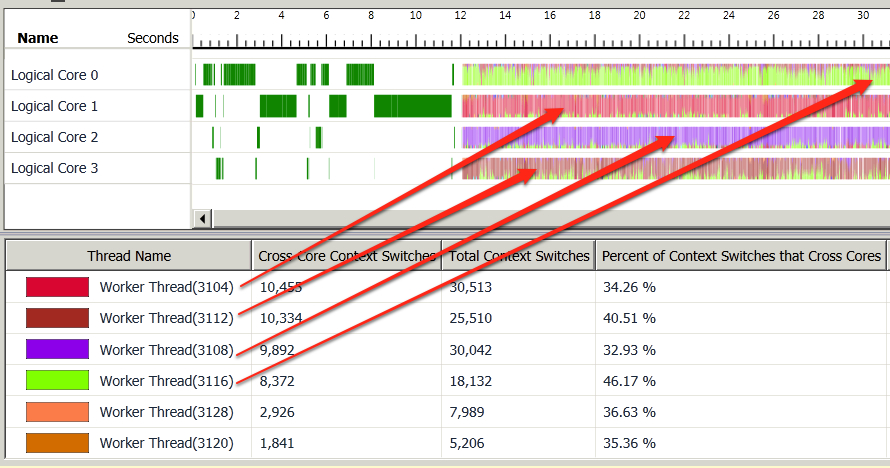 0 2 4 6 8 10 12 14 16 18 20 22 24 26 28 30
Name Seconds
Logical Core 0
Logical Core 1
Logical Core 2
Logical Core 3
Thread Name Cross Core Context Switches Total Context Switches Percent of Context Switches that Cross Cores
Worker Thread(3104) 10,455 30,513 34.26 %
Worker Thread(3112) 10,334 25,510 40.51 %
Worker Thread(3108) 9,892 30,042 32.93 %
Worker Thread(3116) 8,372 18,132 46.17 %
Worker Thread(3128) 2,926 7,989 36.63 %
Worker Thread(3120) 1,841 5,206 35.36 %